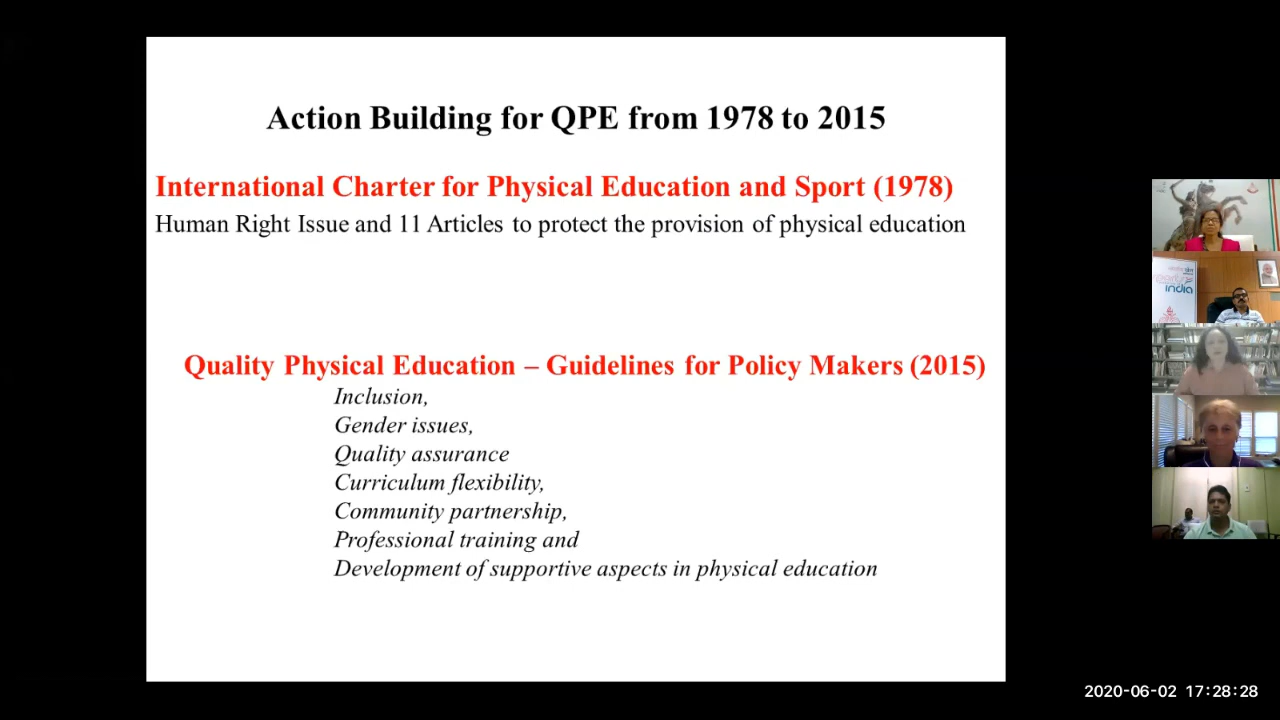 Action Building for QPE from 1978 to 2015
International Charter for Physical Education and Sport (1978)
Human Right Issue and 11 Articles to protect the provision of physical education
Quality Physical Education – Guidelines for Policy Makers (2015)
Inclusion,
Gender issues,
Quality assurance
Curriculum flexibility,
Community partnership,
Professional training and
Development of supportive aspects in physical education
india
2020-06-02 17:28:28